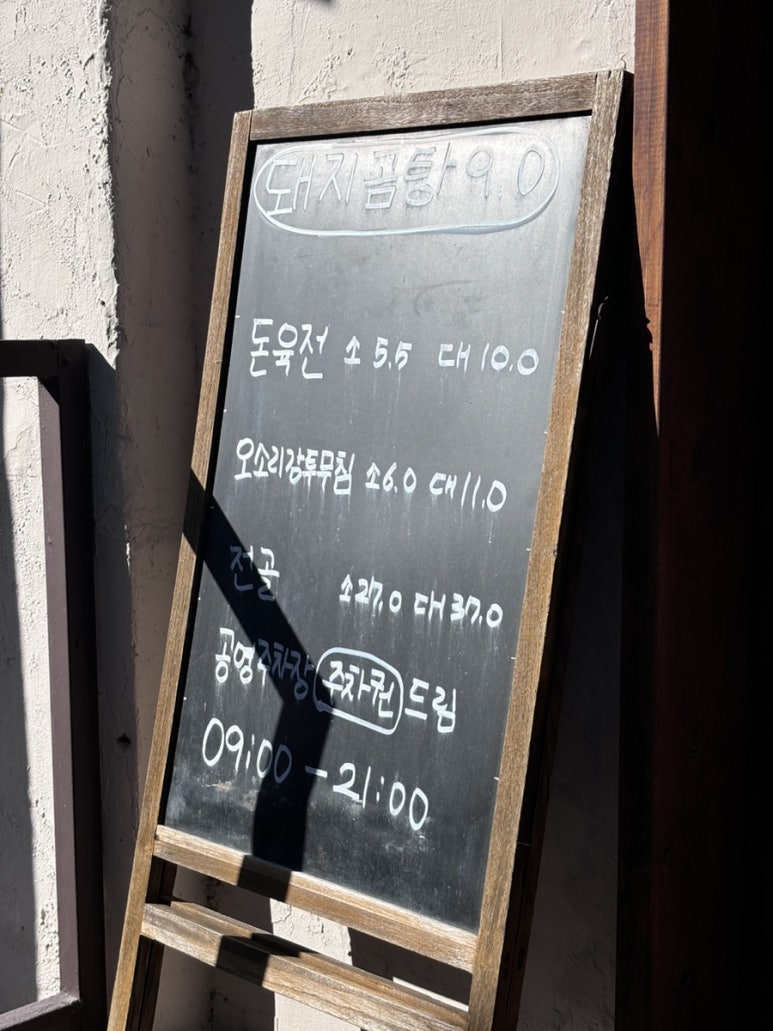 돼지곰탕 9 0
돈육전 소 5.5 대 10.0
오소리감투무침 소 6.0 대 11.0
전골 소 27.0 대 37.0
공영주차장 주차권 드림
09:00 - 21:00